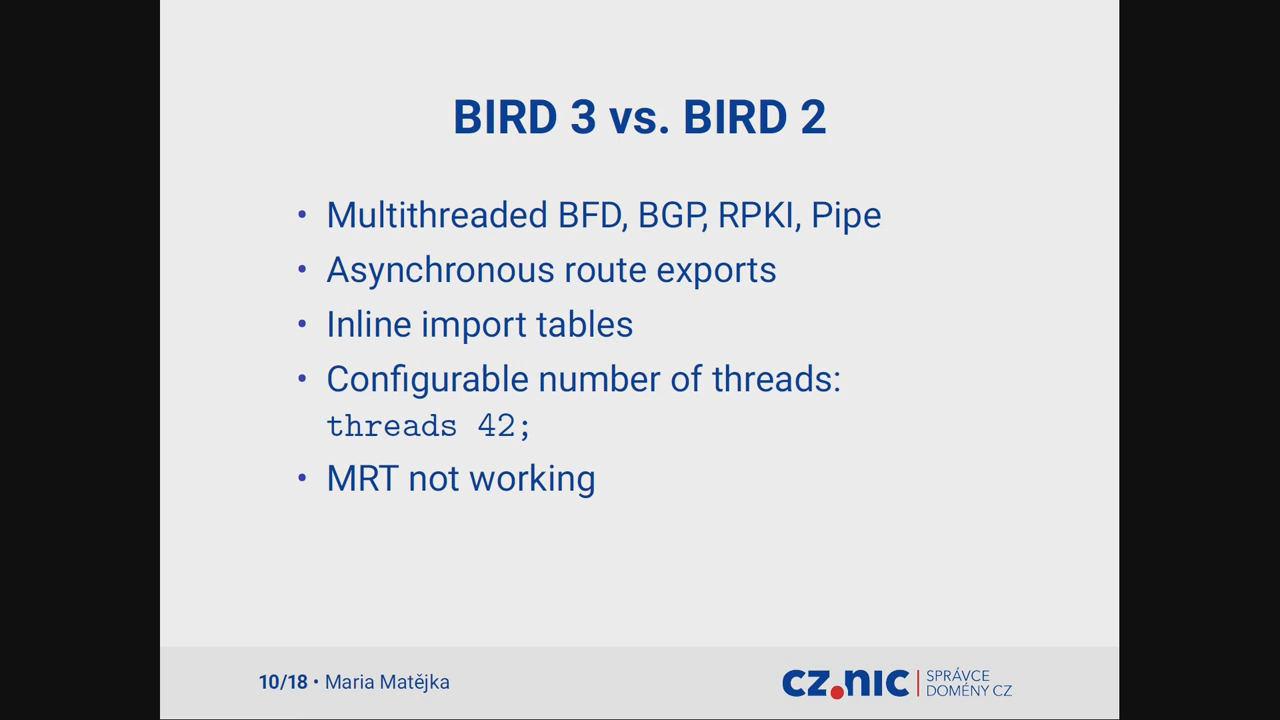 BIRD 3 vs. BIRD 2
• Multithreaded BFD, BGP, RPKI, Pipe
• Asynchronous route exports
• Inline import tables
• Configurable number of threads:
threads 42;
• MRT not working
10/18 • Maria Matějka
CZ.NIC | SPRÁVCE
DOMÉNY CZ